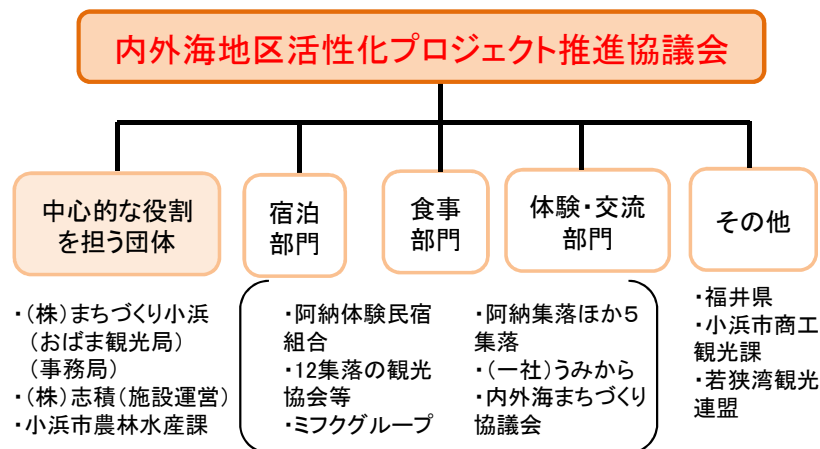 内外海地区活性化プロジェクト推進協議会
中心的な役割
を担う団体
宿泊
部門
食事
部門
体験・交流
部門
その他
・(株)まちづくり小浜
(おばま観光局)
(事務局)
・(株)志積(施設運営)
・小浜市農林水産課
・阿納体験民宿
組合
・12集落の観光
協会等
・ミフクグループ
・阿納集落ほか5
集落
・(一社)うみから
・内外海まちづくり
協議会
・福井県
・小浜市商工
観光課
・若狭湾観光
連盟